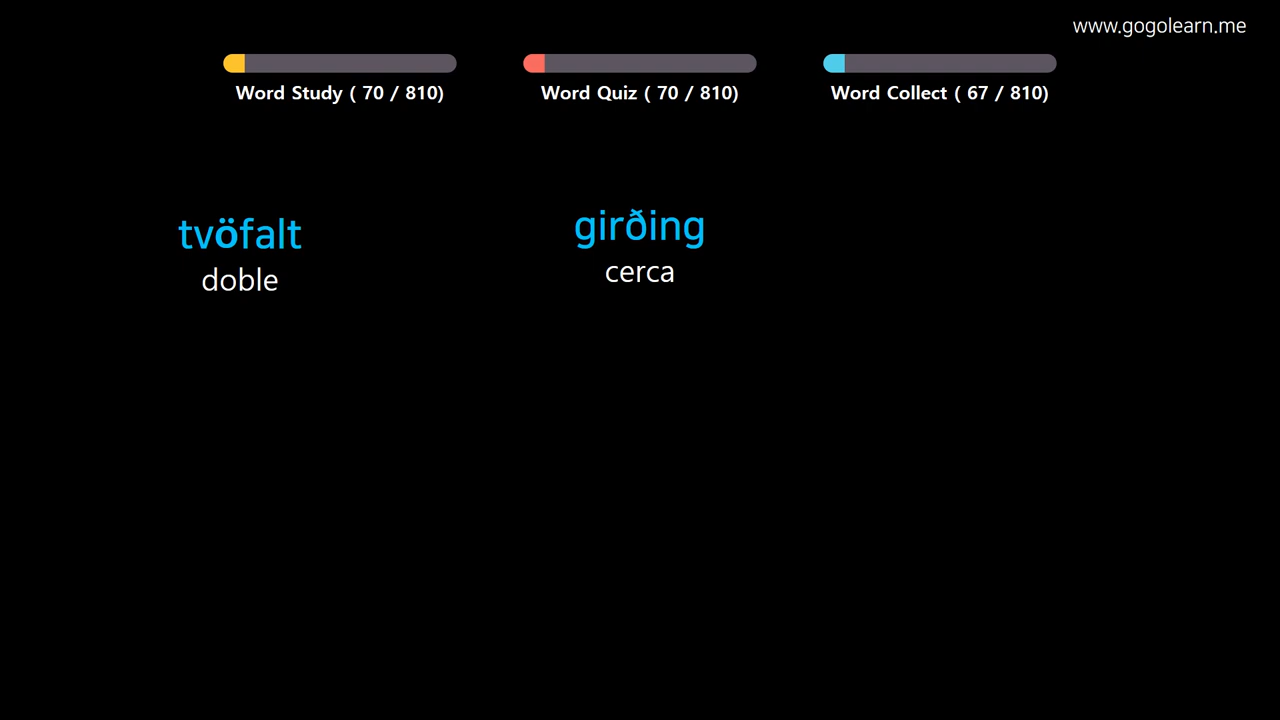 www.gogolearn.me
Word Study ( 70 / 810)
Word Quiz ( 70 / 810)
Word Collect ( 67 / 810)
tvöfalt
doble
girðing
cerca